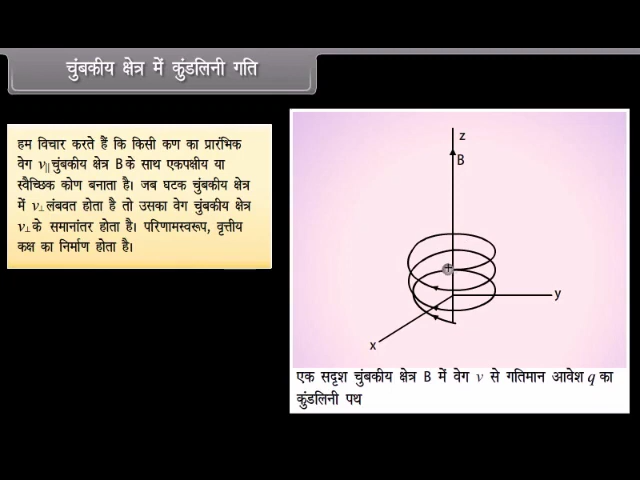 चुंबकीय क्षेत्र में कुंडलिनी गति
हम विचार करते हैं कि किसी कण का प्रारंभिक
वेग v|| चुंबकीय क्षेत्र B के साथ एकपक्षीय या
स्वैच्छिक कोण बनाता है। जब घटक चुंबकीय क्षेत्र
में v⊥ लंबवत होता है तो उसका वेग चुंबकीय क्षेत्र
v⊥ के समानांतर होता है। परिणामस्वरूप, वृत्तीय
कक्ष का निर्माण होता है।
z
B
+
y
x
एक सदृश चुंबकीय क्षेत्र B में वेग v से गतिमान आवेश q का
कुंडलिनी पथ